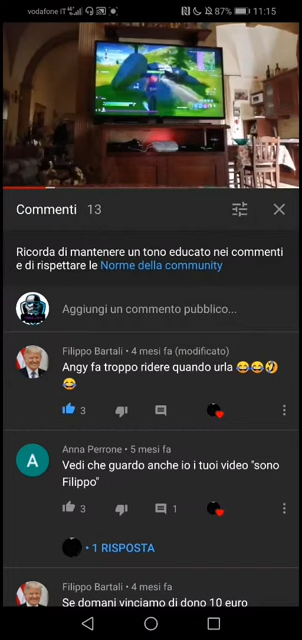 vodafone IT
87% 11:15
Commenti 13
Ricorda di mantenere un tono educato nei commenti
e di rispettare le Norme della community
Aggiungi un commento pubblico...
Filippo Bartali • 4 mesi fa (modificato)
Angy fa troppo ridere quando urla 😂😂🤣
😂
3
Anna Perrone • 5 mesi fa
A
Vedi che guardo anche io i tuoi video "sono
Filippo"
3 1
• 1 RISPOSTA
Filippo Bartali • 4 mesi fa
Se domani vinciamo di dono 10 euro